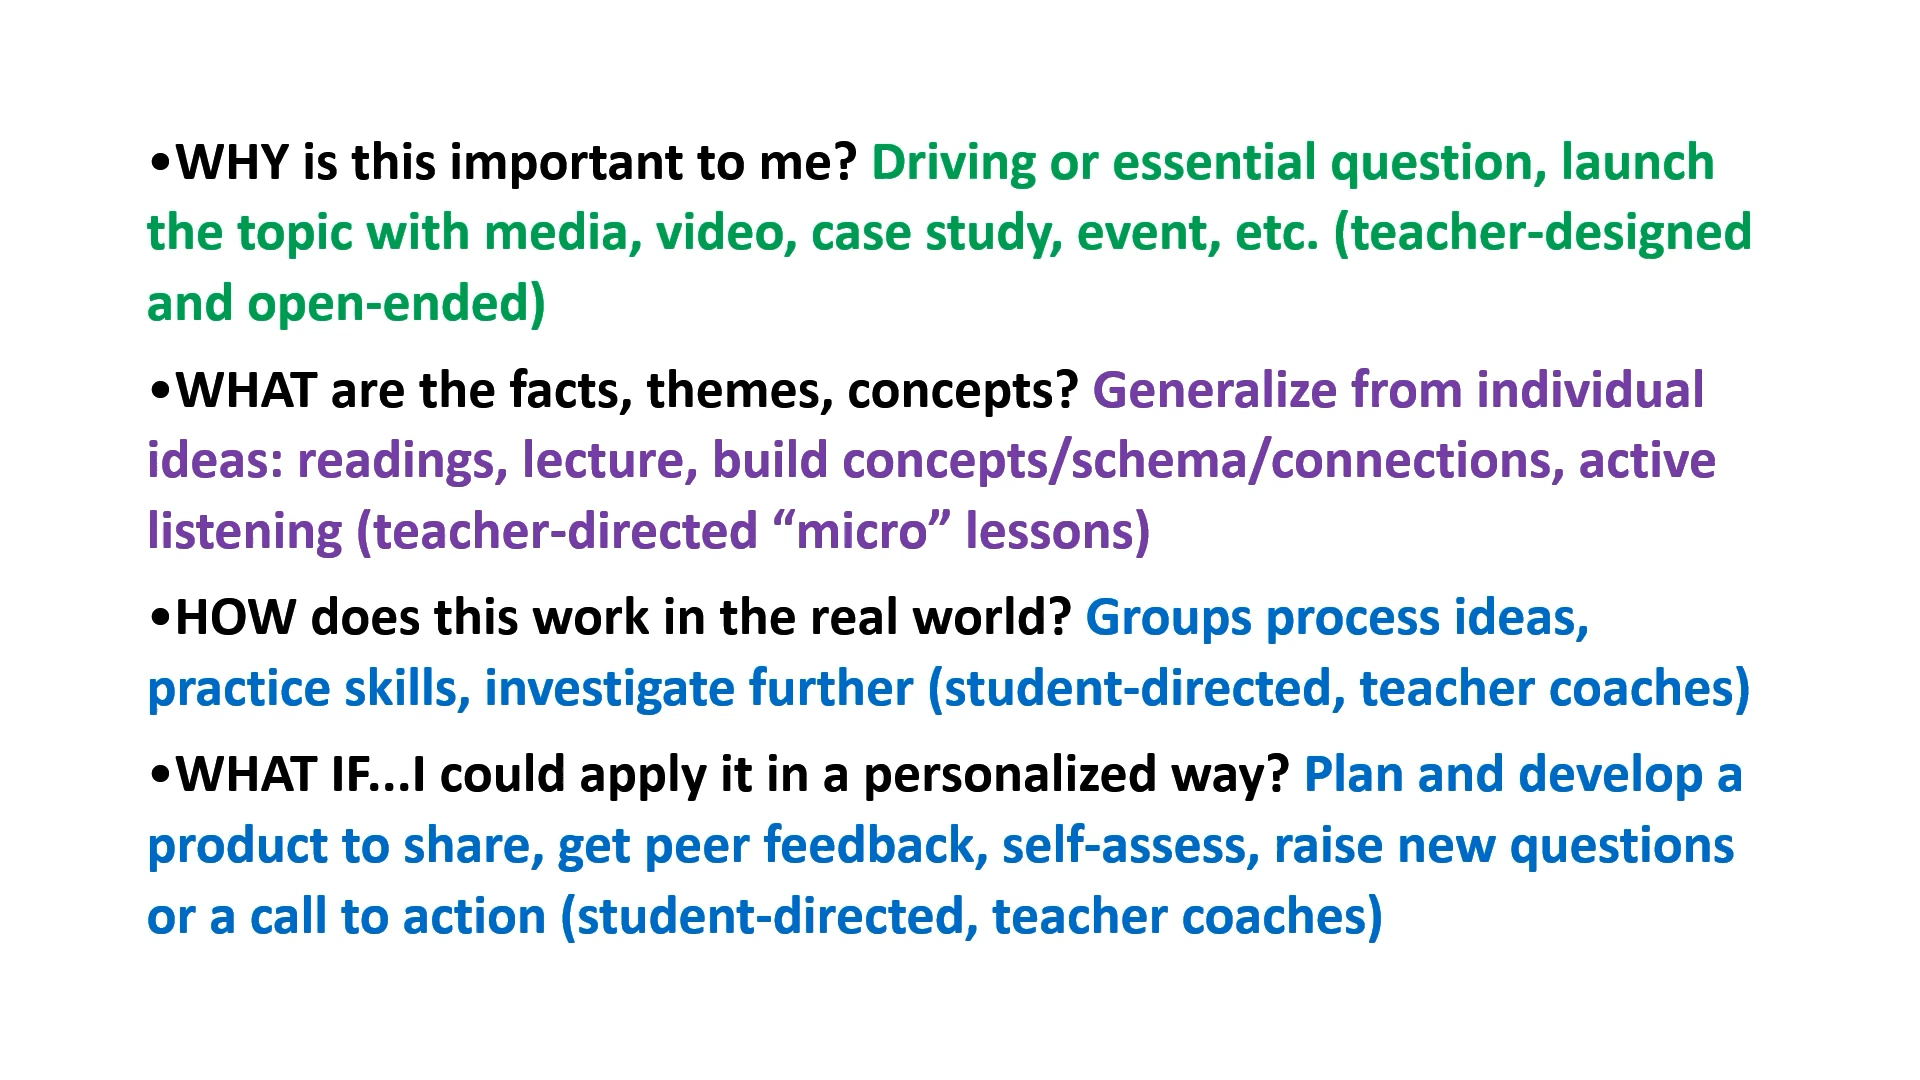 •WHY is this important to me? Driving or essential question, launch
the topic with media, video, case study, event, etc. (teacher-designed
and open-ended)
•WHAT are the facts, themes, concepts? Generalize from individual
ideas: readings, lecture, build concepts/schema/connections, active
listening (teacher-directed “micro” lessons)
•HOW does this work in the real world? Groups process ideas,
practice skills, investigate further (student-directed, teacher coaches)
•WHAT IF...I could apply it in a personalized way? Plan and develop a
product to share, get peer feedback, self-assess, raise new questions
or a call to action (student-directed, teacher coaches)